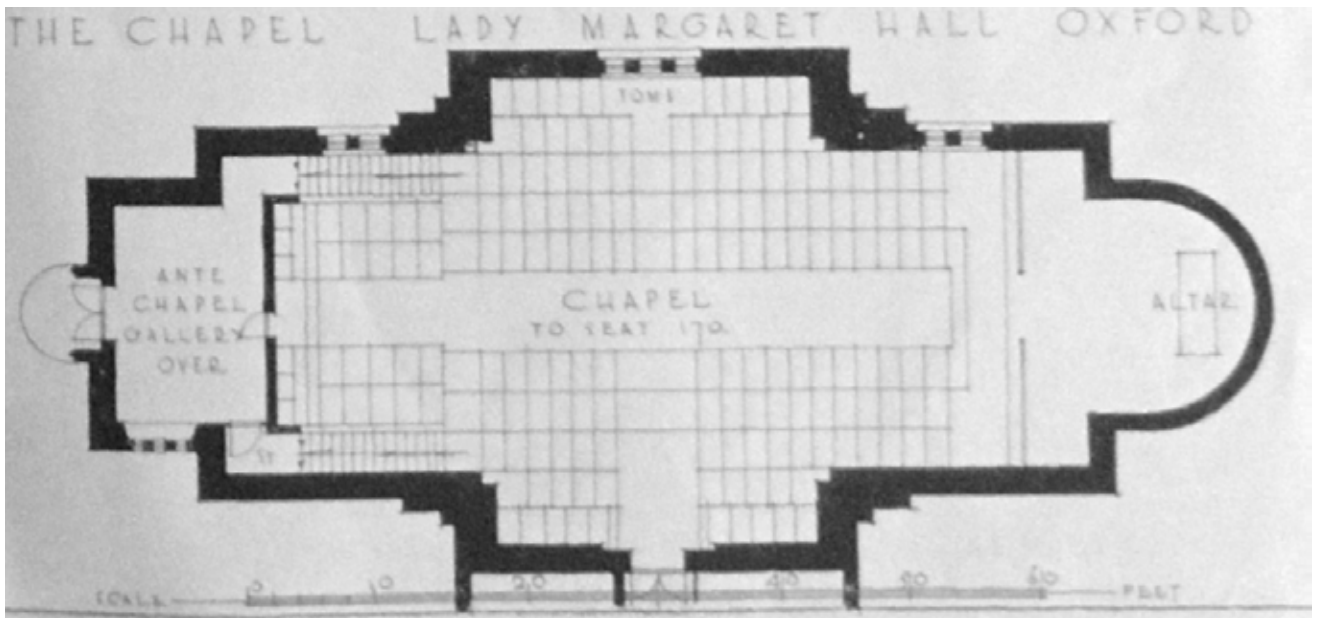 THE CHAPEL LADY MARGARET HALL OXFORD
TOMB
ANTE
CHAPEL
GALLERY
OVER
CHAPEL
TO SEAT 170.
ALTAR
SCALE 0 10 20 40 50 60 FEET